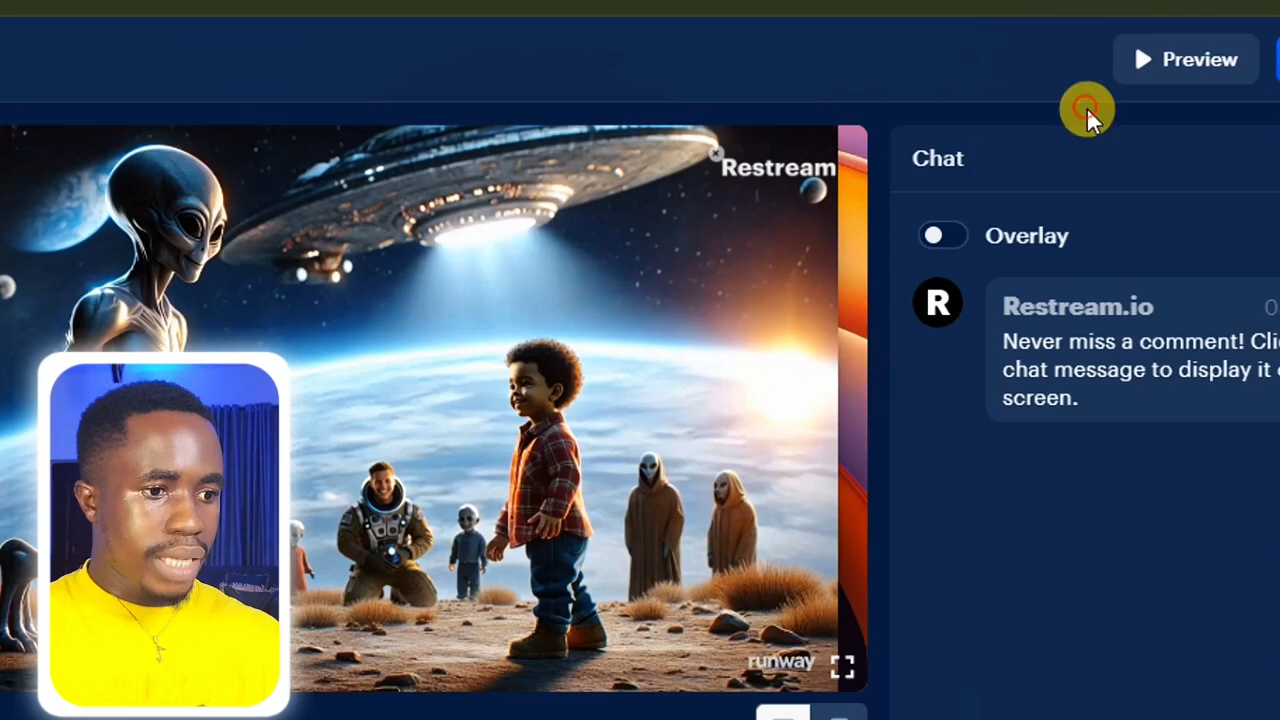 Preview
Restream
Chat
Overlay
R
Restream.io
Never miss a comment! Cli
chat message to display it
screen.
runway